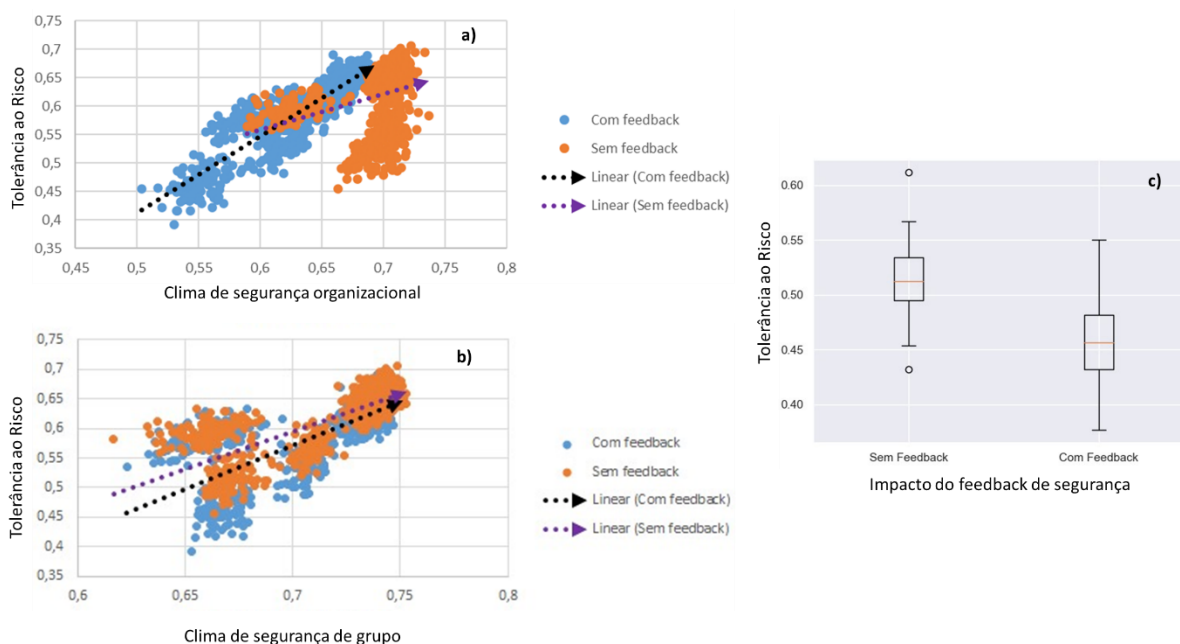 a)
Tolerância ao Risco
0,75
0,7
0,65
0,6
0,55
0,5
0,45
0,4
0,35
0,45
0,5
0,55
0,6
0,65
0,7
0,75
0,8
Clima de segurança organizacional
Com feedback
Sem feedback
Linear (Com feedback)
Linear (Sem feedback)
b)
Tolerância ao Risco
0,75
0,7
0,65
0,6
0,55
0,5
0,45
0,4
0,35
0,6
0,65
0,7
0,75
0,8
Clima de segurança de grupo
Com feedback
Sem feedback
Linear (Com feedback)
Linear (Sem feedback)
c)
Tolerância ao Risco
0.60
0.55
0.50
0.45
0.40
Sem Feedback
Com Feedback
Impacto do feedback de segurança